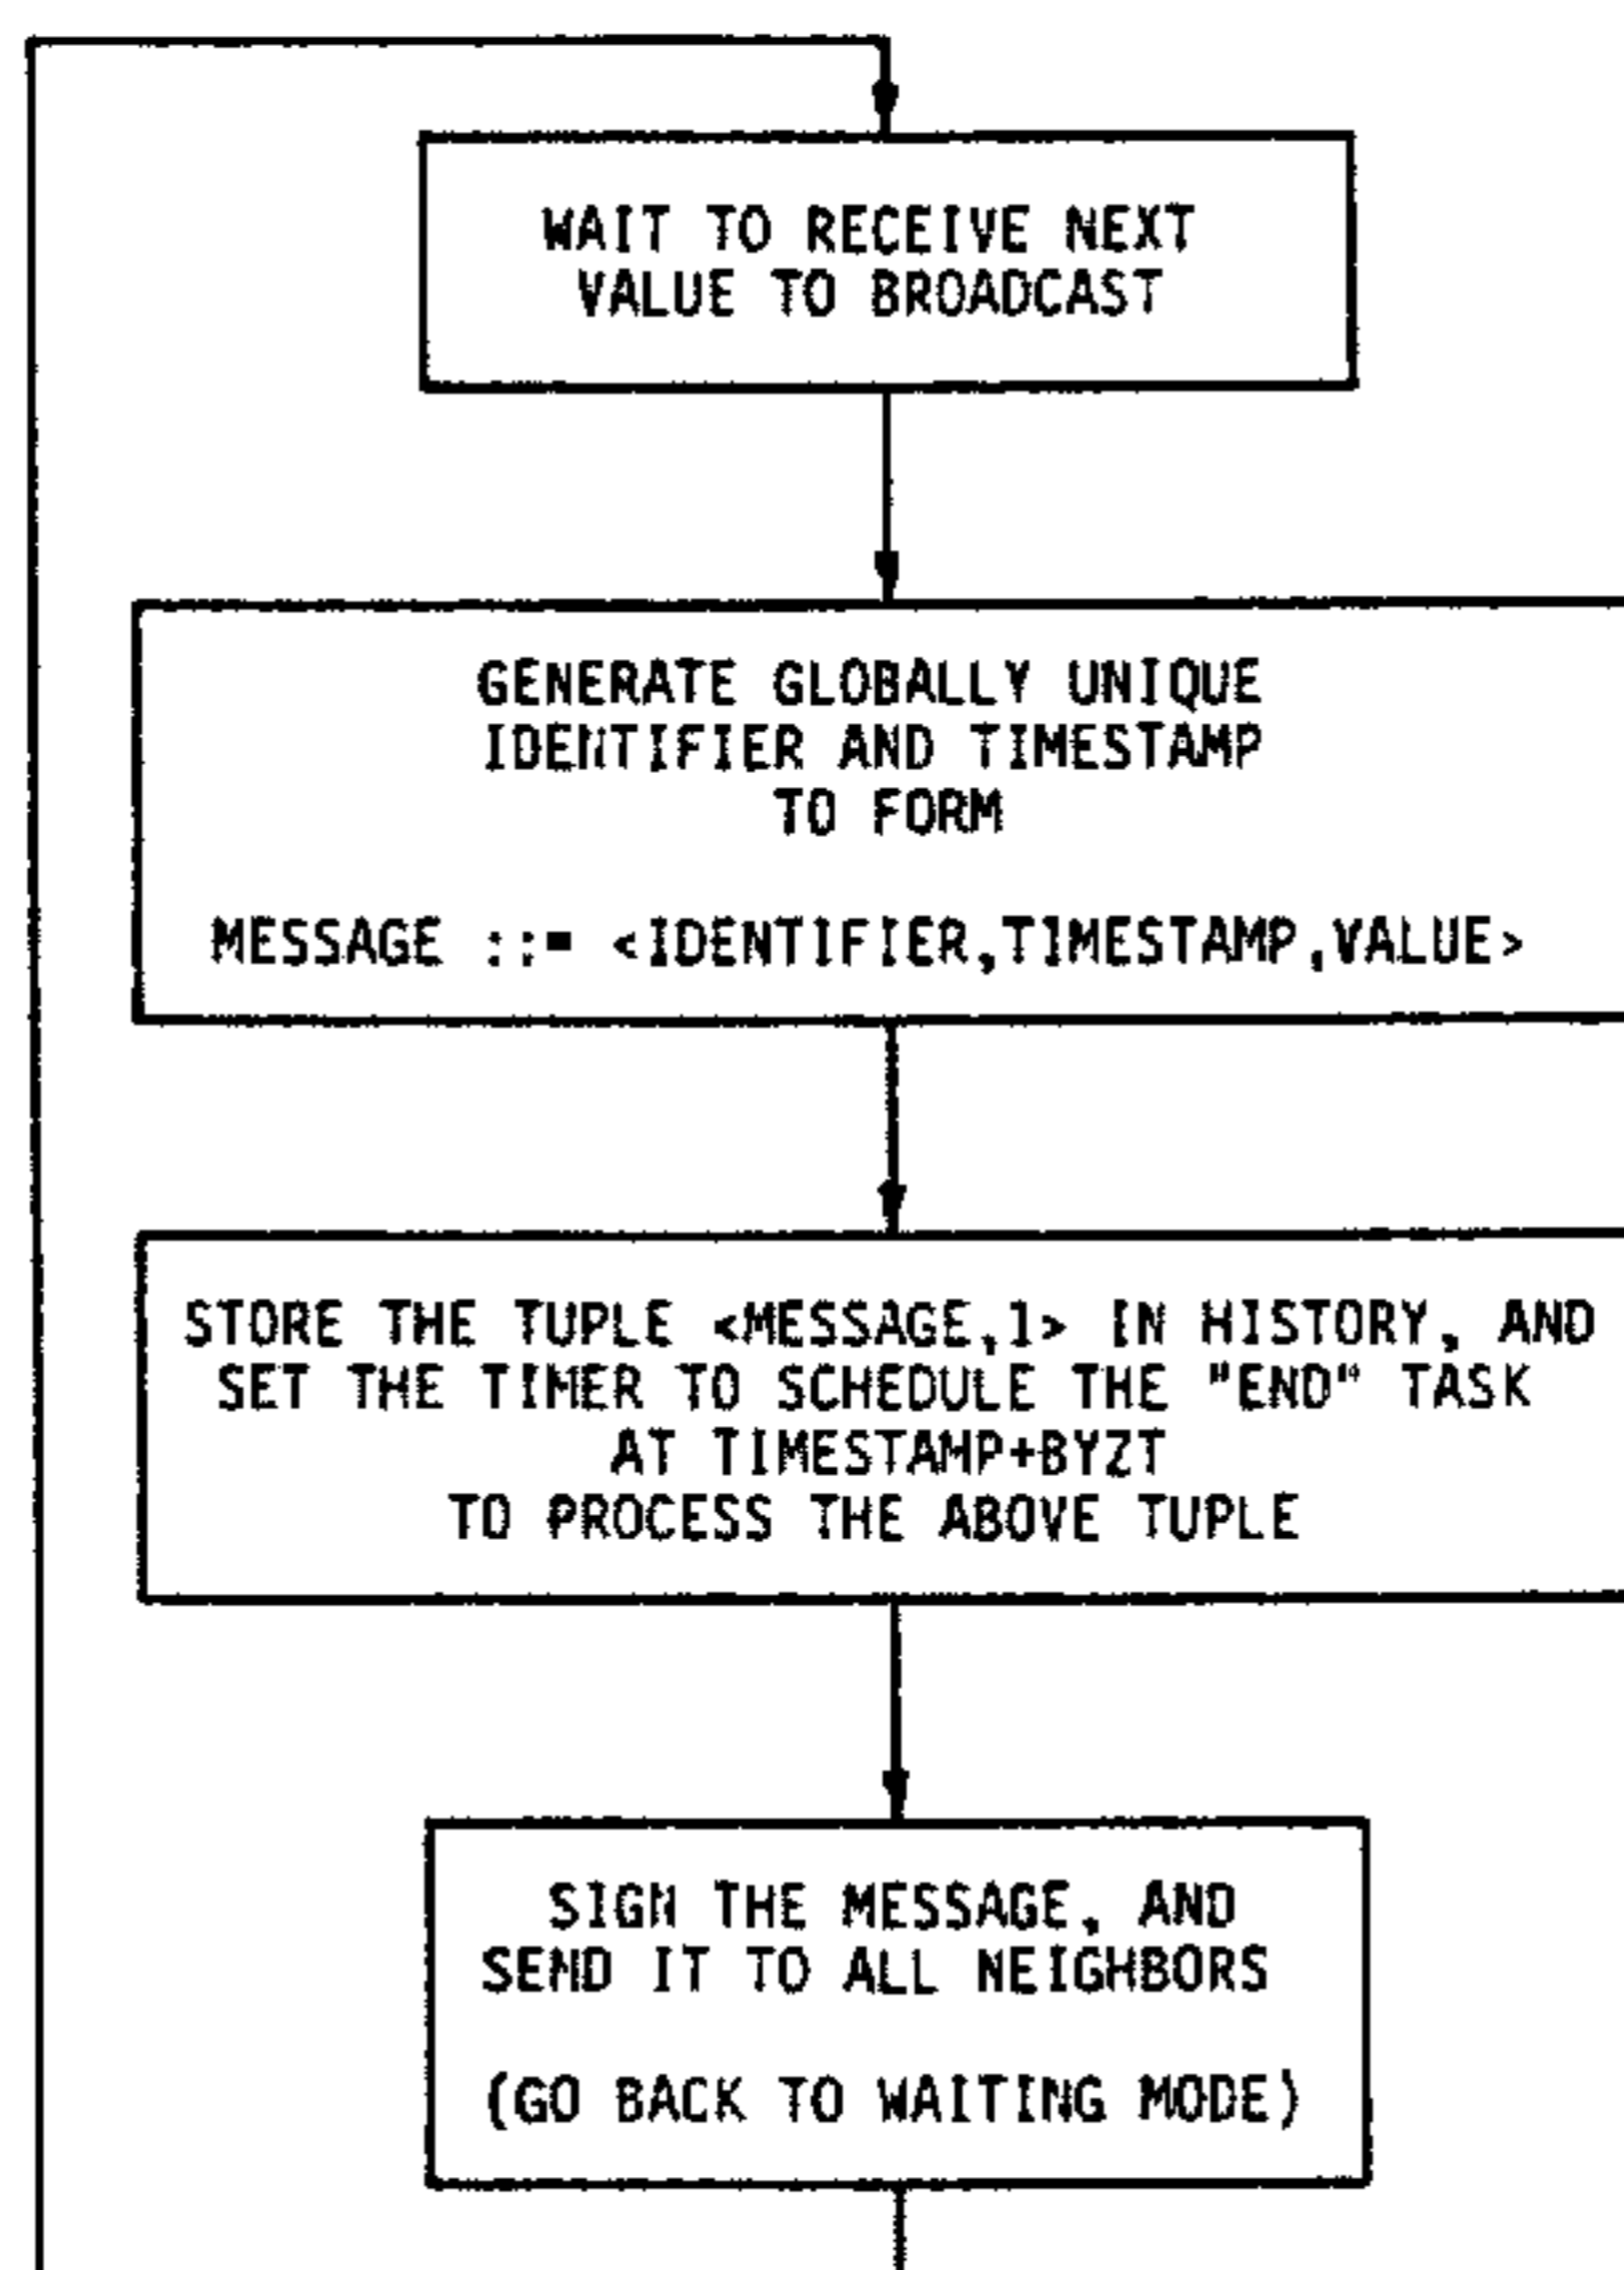 WAIT TO RECEIVE NEXT
VALUE TO BROADCAST
GENERATE GLOBALLY UNIQUE
IDENTIFIER AND TIMESTAMP
TO FORM
MESSAGE ::= <IDENTIFIER,TIMESTAMP,VALUE>
STORE THE TUPLE <MESSAGE,1> IN HISTORY, AND
SET THE TIMER TO SCHEDULE THE "END" TASK
AT TIMESTAMP+BYZT
TO PROCESS THE ABOVE TUPLE
SIGN THE MESSAGE, AND
SEND IT TO ALL NEIGHBORS
(GO BACK TO WAITING MODE)